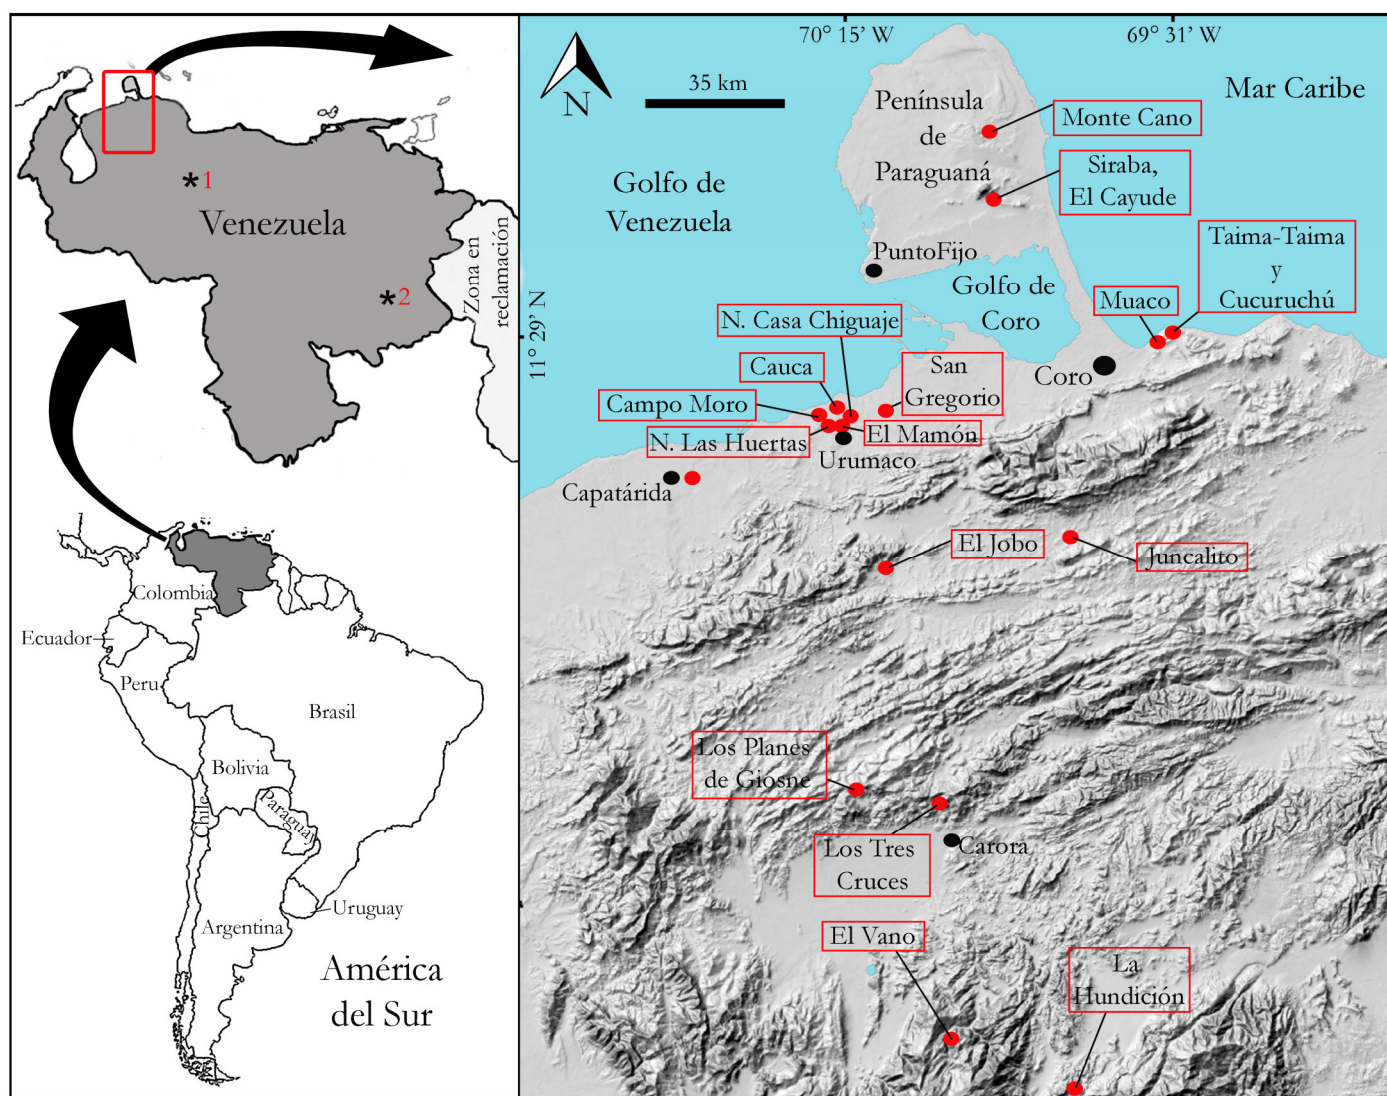 *1
Venezuela
*2
Zona en
reclamación
Colombia
Ecuador
Peru
Brasil
Bolivia
Paraguay
Chile
Uruguay
Argentina
América
del Sur
70° 15' W
69° 31' W
N
35 km
Mar Caribe
Península
de
Paraguaná
Monte Cano
Golfo de
Venezuela
Siraba,
El Cayude
Taima-Taima
y
Cucuruchú
PuntoFijo
Golfo de
Coro
Muaco
11° 29' N
N. Casa Chiguaje
Cauca
San
Gregorio
Coro
Campo Moro
N. Las Huertas
El Mamón
Urumaco
Capatárida
El Jobo
Juncalito
Los Planes
de Giosne
Los Tres
Cruces
Carora
El Vano
La
Hundición